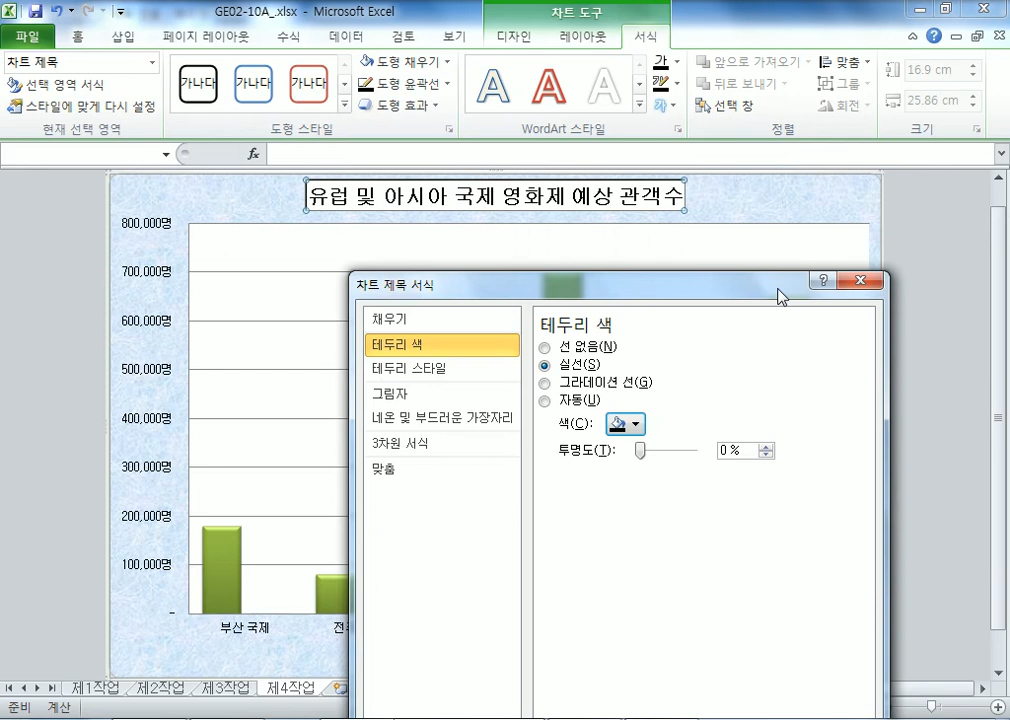 GE02-10A_.xlsx - Microsoft Excel
차트 도구
파일 홈 삽입 페이지 레이아웃 수식 데이터 검토 보기 디자인 레이아웃 서식
차트 제목
선택 영역 서식
스타일에 맞게 다시 설정
현재 선택 영역
가나다 가나다 가나다
도형 채우기
도형 윤곽선
도형 효과
도형 스타일
A A A
가
가
WordArt 스타일
앞으로 가져오기
뒤로 보내기
선택 창
맞춤
그룹
회전
정렬
16.9 cm
25.86 cm
크기
fx
유럽 및 아시아 국제 영화제 예상 관객수
800,000명
700,000명
600,000명
500,000명
400,000명
300,000명
200,000명
100,000명
-
부산 국제
차트 제목 서식
채우기
테두리 색
테두리 스타일
그림자
네온 및 부드러운 가장자리
3차원 서식
맞춤
테두리 색
선 없음(N)
실선(S)
그라데이션 선(G)
자동(U)
색(C):
투명도(T): 0 %
제1작업 제2작업 제3작업 제4작업
준비 계산